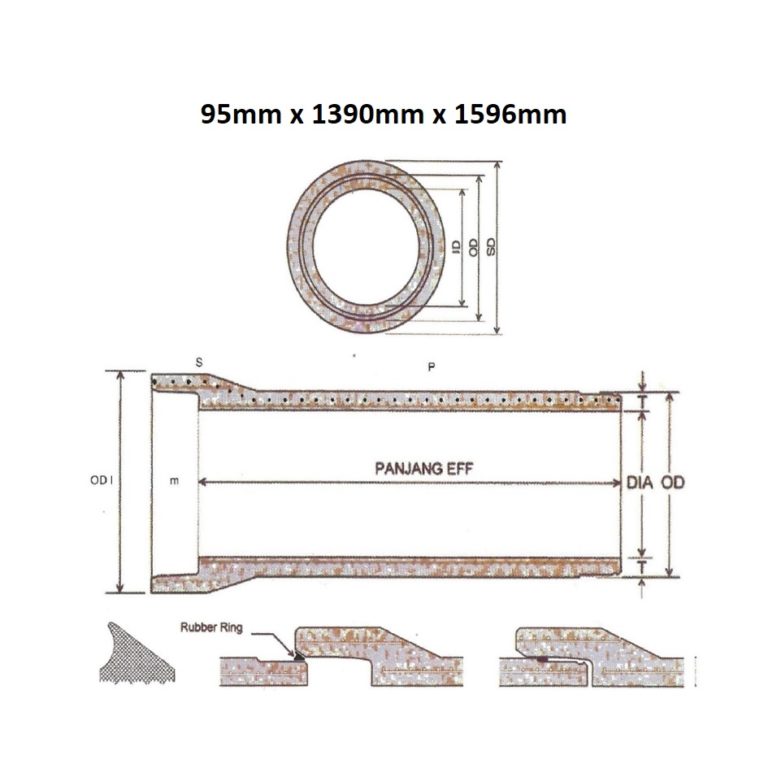 95mm x 1390mm x 1596mm
ID
OD
SD
S
P
T
OD I
m
PANJANG EFF
DIA
OD
T
Rubber Ring